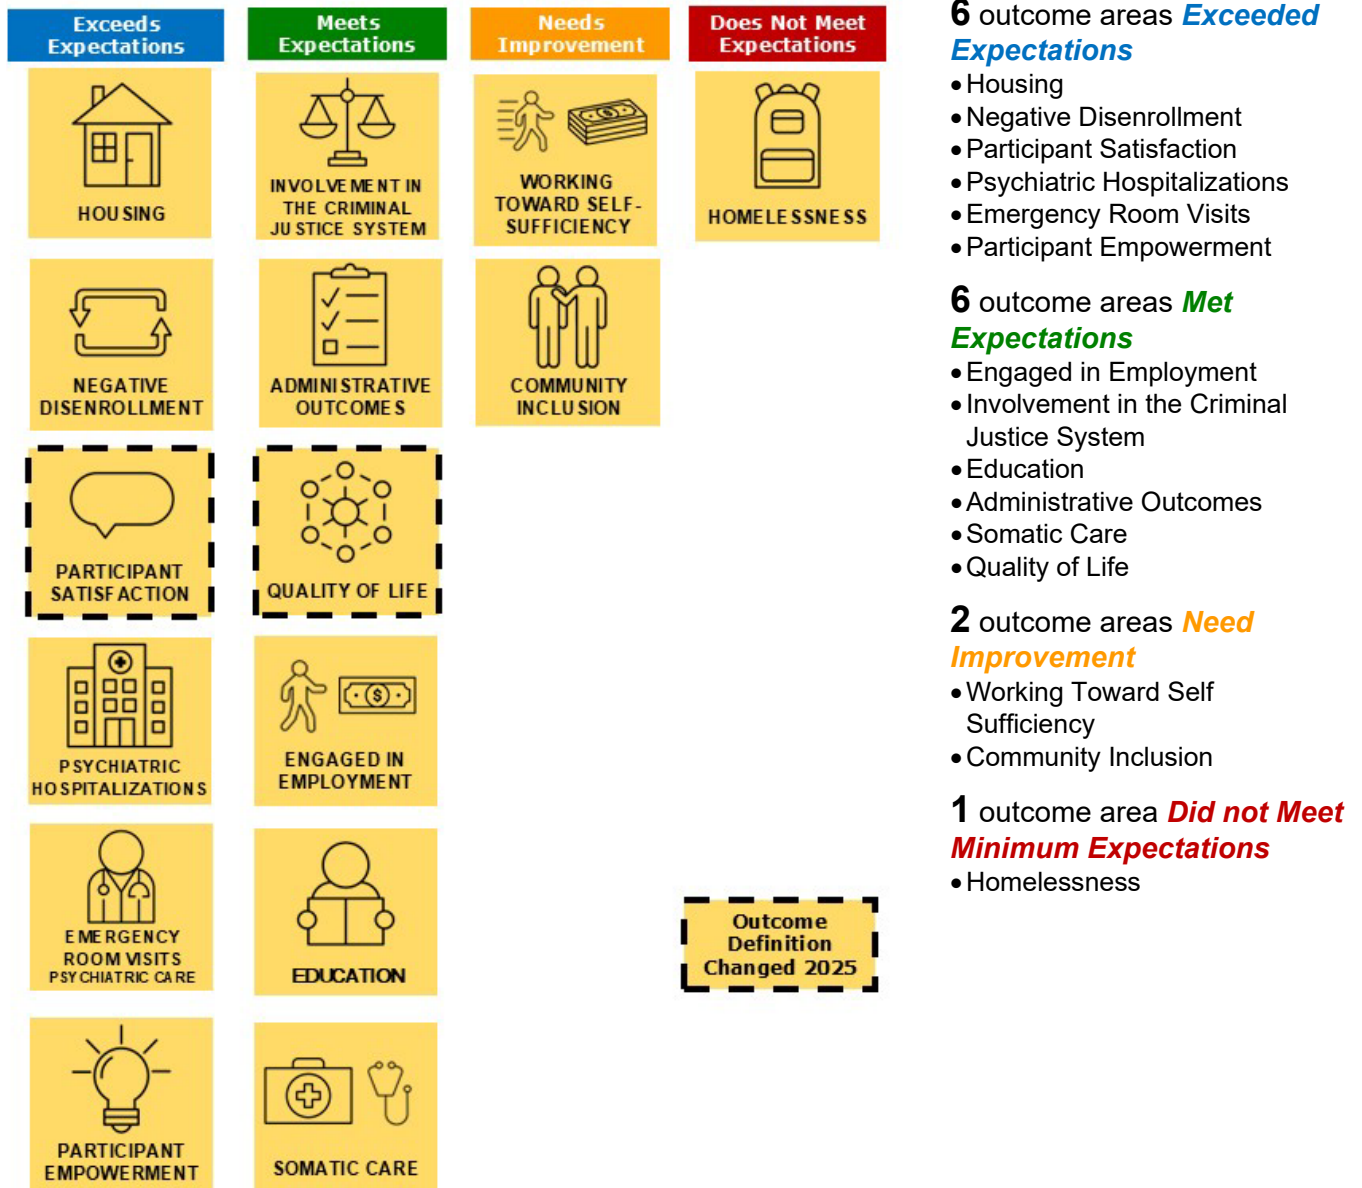 Exceeds
Expectations
Meets
Expectations
Needs
Improvement
Does Not Meet
Expectations
HOUSING
INVOLVEMENT IN
THE CRIMINAL
JUSTICE SYSTEM
WORKING
TOWARD SELF-
SUFFICIENCY
HOMELESSNESS
NEGATIVE
DISENROLLMENT
ADMINISTRATIVE
OUTCOMES
COMMUNITY
INCLUSION
PARTICIPANT
SATISFACTION
QUALITY OF LIFE
PSYCHIATRIC
HOSPITALIZATIONS
ENGAGED IN
EMPLOYMENT
EMERGENCY
ROOM VISITS
PSYCHIATRIC CARE
EDUCATION
Outcome
Definition
Changed 2025
PARTICIPANT
EMPOWERMENT
SOMATIC CARE
6 outcome areas Exceeded
Expectations
• Housing
• Negative Disenrollment
• Participant Satisfaction
• Psychiatric Hospitalizations
• Emergency Room Visits
• Participant Empowerment
6 outcome areas Met
Expectations
• Engaged in Employment
• Involvement in the Criminal
Justice System
• Education
• Administrative Outcomes
• Somatic Care
• Quality of Life
2 outcome areas Need
Improvement
• Working Toward Self
Sufficiency
• Community Inclusion
1 outcome area Did not Meet
Minimum Expectations
• Homelessness